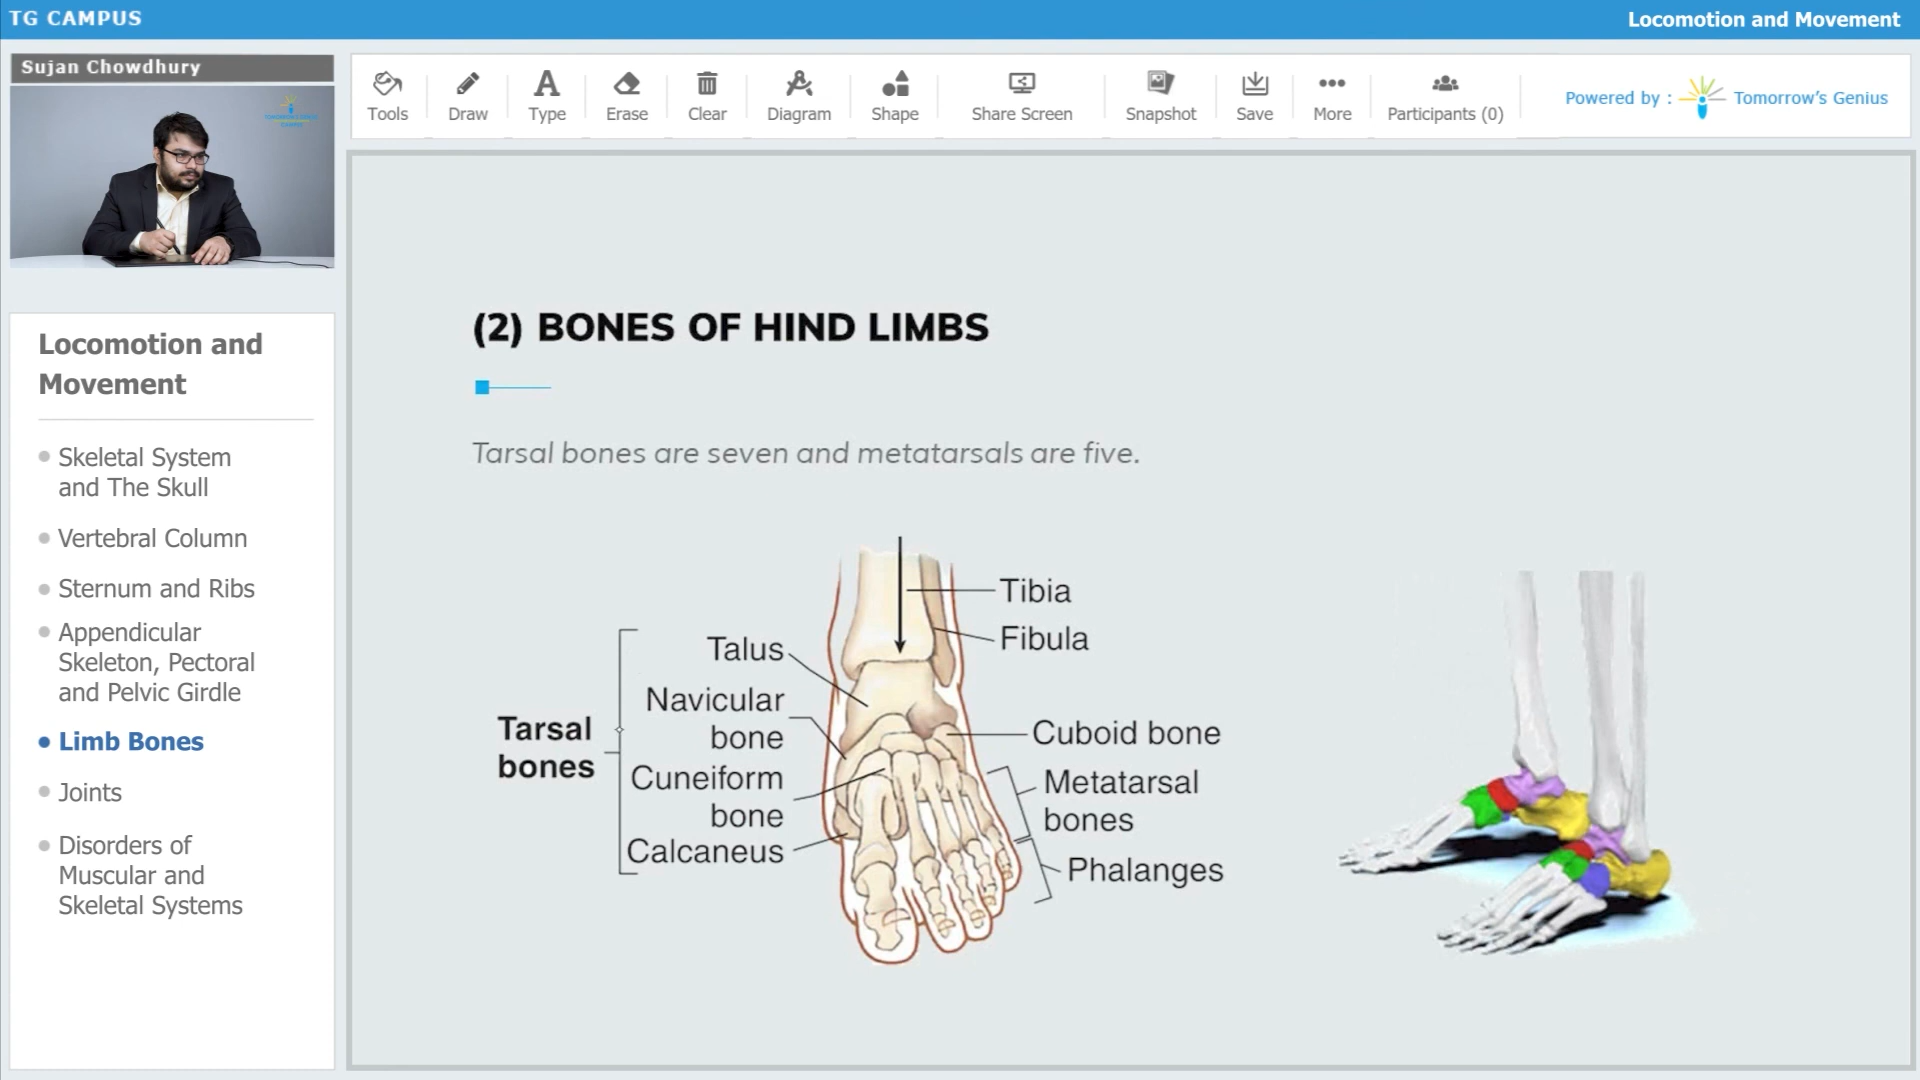 TG CAMPUS
Locomotion and Movement
Sujan Chowdhury
Tools
Draw
Type
Erase
Clear
Diagram
Shape
Share Screen
Snapshot
Save
More
Participants (0)
Powered by :
Tomorrow's Genius
Locomotion and
Movement
Skeletal System
and The Skull
Vertebral Column
Sternum and Ribs
Appendicular
Skeleton, Pectoral
and Pelvic Girdle
Limb Bones
Joints
Disorders of
Muscular and
Skeletal Systems
(2) BONES OF HIND LIMBS
Tarsal bones are seven and metatarsals are five.
Tarsal
bones
Talus
Navicular
bone
Cuneiform
bone
Calcaneus
Tibia
Fibula
Cuboid bone
Metatarsal
bones
Phalanges